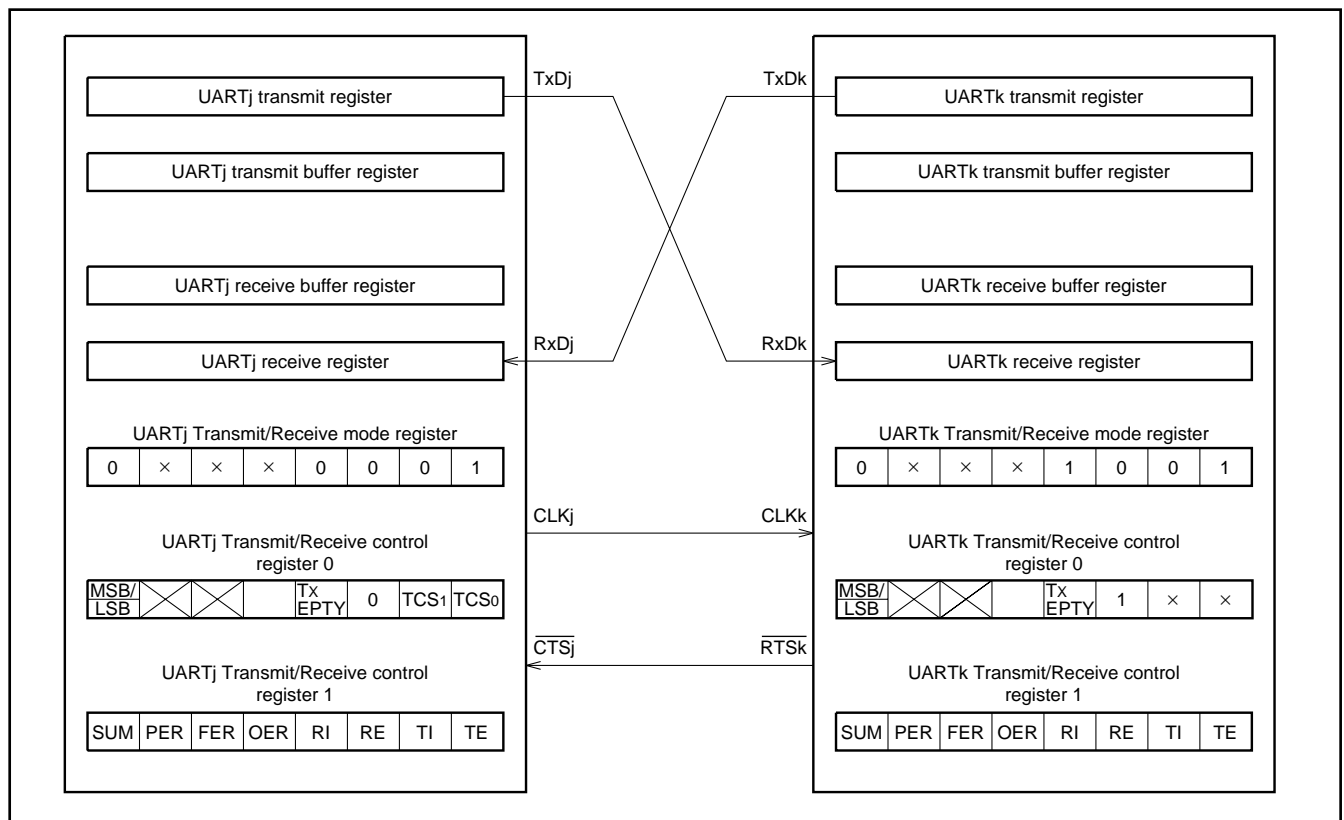 TxDj TxDk
UARTj transmit register UARTk transmit register
UARTj transmit buffer register UARTk transmit buffer register
UARTj receive buffer register UARTk receive buffer register
RxDj RxDk
UARTj receive register UARTk receive register
UARTj Transmit/Receive mode register UARTk Transmit/Receive mode register
0 × × × 0 0 0 1 0 × × × 1 0 0 1
CLKj CLKk
UARTj Transmit/Receive control UARTk Transmit/Receive control
register 0 register 0
MSB/ Tx MSB/ Tx
LSB EPTY 0 TCS1 TCS0 LSB EPTY 1 × ×
CTSj RTSk
UARTj Transmit/Receive control UARTk Transmit/Receive control
register 1 register 1
SUM PER FER OER RI RE TI TE SUM PER FER OER RI RE TI TE